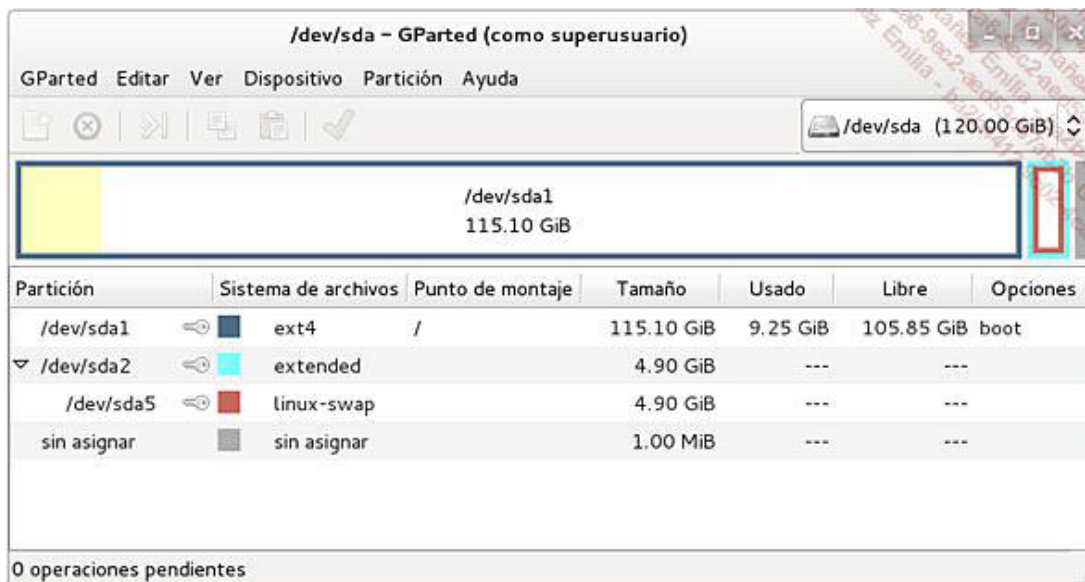 /dev/sda – GParted (como superusuario)
GParted Editar Ver Dispositivo Partición Ayuda
/dev/sda (120.00 GiB)
/dev/sda1
115.10 GiB
Partición Sistema de archivos Punto de montaje Tamaño Usado Libre Opciones
/dev/sda1 ext4 / 115.10 GiB 9.25 GiB 105.85 GiB boot
/dev/sda2 extended 4.90 GiB --- ---
/dev/sda5 linux-swap 4.90 GiB --- ---
sin asignar sin asignar 1.00 MiB --- ---
0 operaciones pendientes
Emilia